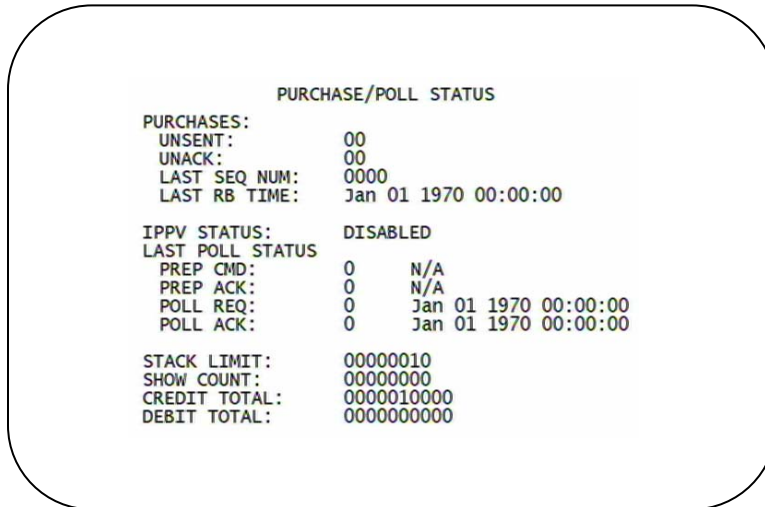 PURCHASE/POLL STATUS
PURCHASES:
UNSENT: 00
UNACK: 00
LAST SEQ NUM: 0000
LAST RB TIME: Jan 01 1970 00:00:00
IPPV STATUS: DISABLED
LAST POLL STATUS
PREP CMD: 0 N/A
PREP ACK: 0 N/A
POLL REQ: 0 Jan 01 1970 00:00:00
POLL ACK: 0 Jan 01 1970 00:00:00
STACK LIMIT: 00000010
SHOW COUNT: 00000000
CREDIT TOTAL: 0000010000
DEBIT TOTAL: 0000000000